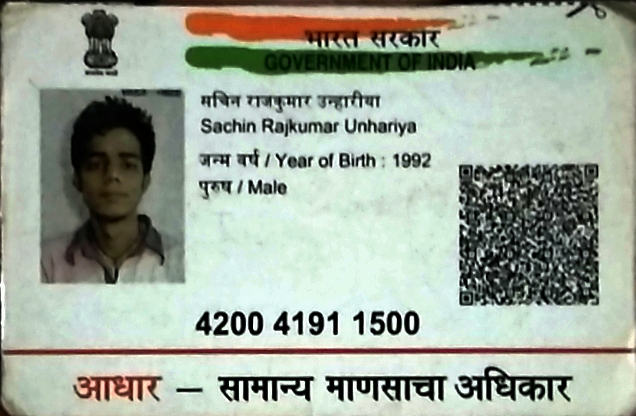 भारत सरकार
GOVERNMENT OF INDIA
सचिन राजकुमार उन्हारीया
Sachin Rajkumar Unhariya
जन्म वर्ष / Year of Birth : 1992
पुरुष / Male
4200 4191 1500
आधार – सामान्य माणसाचा अधिकार